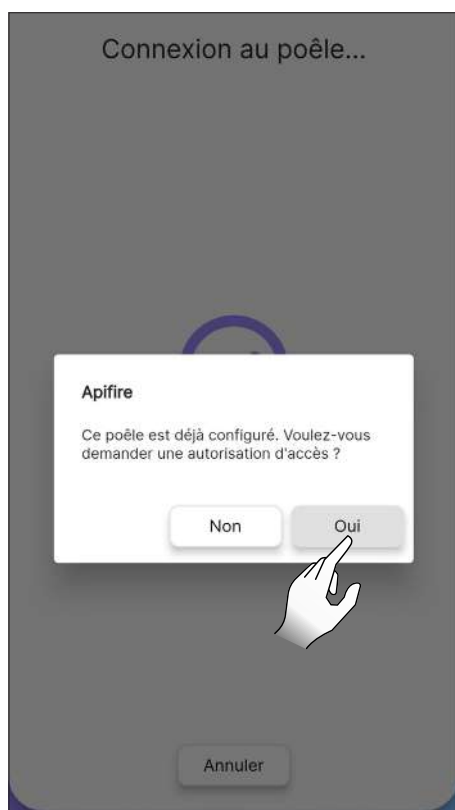 Connexion au poêle...
Apifire
Ce poêle est déjà configuré. Voulez-vous
demander une autorisation d'accès ?
Non
Oui
Annuler